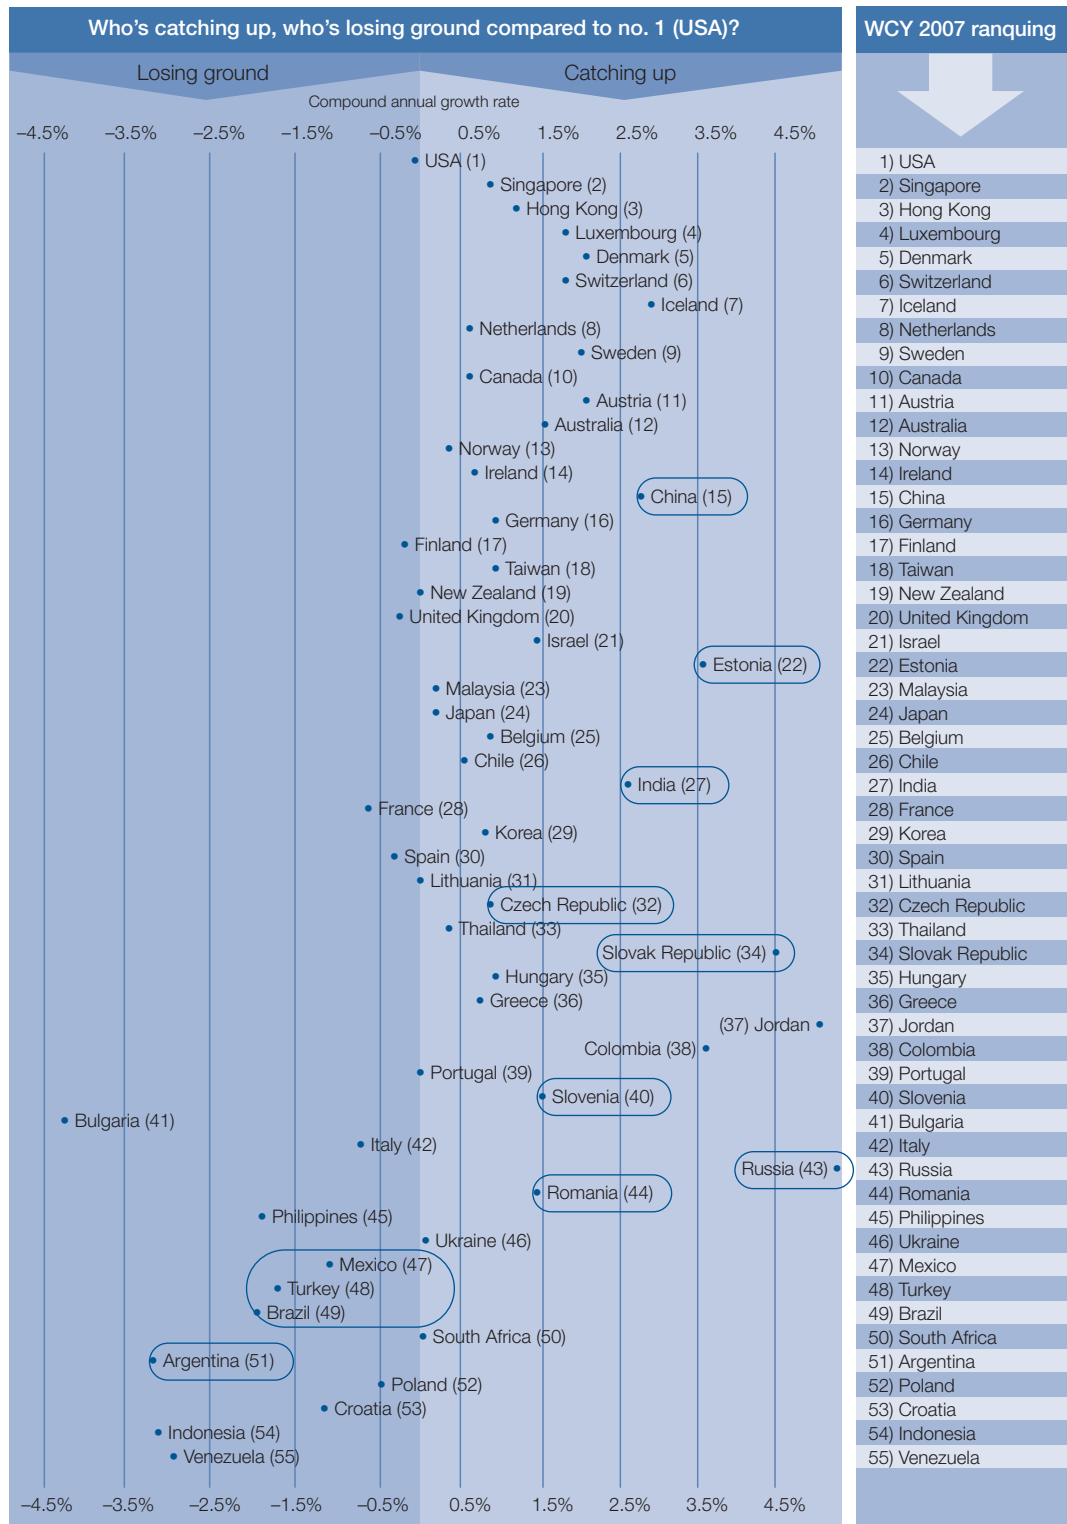 Who's catching up, who's losing ground compared to no. 1 (USA)?
Losing ground
Catching up
Compound annual growth rate
–4.5% –3.5% –2.5% –1.5% –0.5% 0.5% 1.5% 2.5% 3.5% 4.5%
USA (1)
Singapore (2)
Hong Kong (3)
Luxembourg (4)
Denmark (5)
Switzerland (6)
Iceland (7)
Netherlands (8)
Sweden (9)
Canada (10)
Austria (11)
Australia (12)
Norway (13)
Ireland (14)
China (15)
Germany (16)
Finland (17)
Taiwan (18)
New Zealand (19)
United Kingdom (20)
Israel (21)
Estonia (22)
Malaysia (23)
Japan (24)
Belgium (25)
Chile (26)
India (27)
France (28)
Korea (29)
Spain (30)
Lithuania (31)
Czech Republic (32)
Thailand (33)
Slovak Republic (34)
Hungary (35)
Greece (36)
(37) Jordan
Colombia (38)
Portugal (39)
Slovenia (40)
Bulgaria (41)
Italy (42)
Russia (43)
Romania (44)
Philippines (45)
Ukraine (46)
Mexico (47)
Turkey (48)
Brazil (49)
South Africa (50)
Argentina (51)
Poland (52)
Croatia (53)
Indonesia (54)
Venezuela (55)
–4.5% –3.5% –2.5% –1.5% –0.5% 0.5% 1.5% 2.5% 3.5% 4.5%
WCY 2007 ranquing
1) USA
2) Singapore
3) Hong Kong
4) Luxembourg
5) Denmark
6) Switzerland
7) Iceland
8) Netherlands
9) Sweden
10) Canada
11) Austria
12) Australia
13) Norway
14) Ireland
15) China
16) Germany
17) Finland
18) Taiwan
19) New Zealand
20) United Kingdom
21) Israel
22) Estonia
23) Malaysia
24) Japan
25) Belgium
26) Chile
27) India
28) France
29) Korea
30) Spain
31) Lithuania
32) Czech Republic
33) Thailand
34) Slovak Republic
35) Hungary
36) Greece
37) Jordan
38) Colombia
39) Portugal
40) Slovenia
41) Bulgaria
42) Italy
43) Russia
44) Romania
45) Philippines
46) Ukraine
47) Mexico
48) Turkey
49) Brazil
50) South Africa
51) Argentina
52) Poland
53) Croatia
54) Indonesia
55) Venezuela